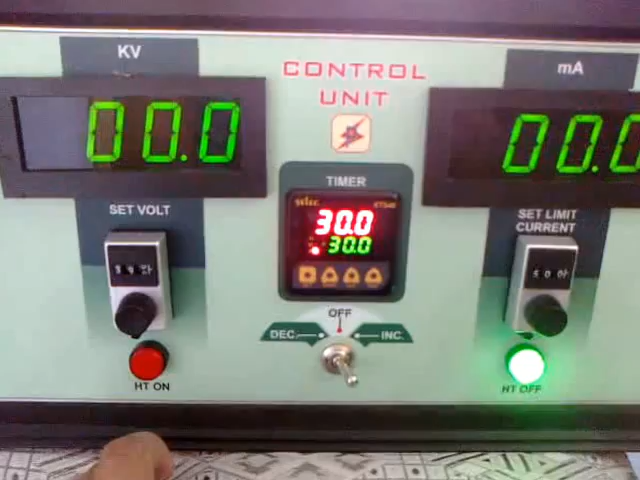 KV
mA
CONTROL
UNIT
00.0
00.0
TIMER
selec
30.0
30.0
SET VOLT
SET LIMIT
CURRENT
OFF
DEC.
INC.
HT ON
HT OFF